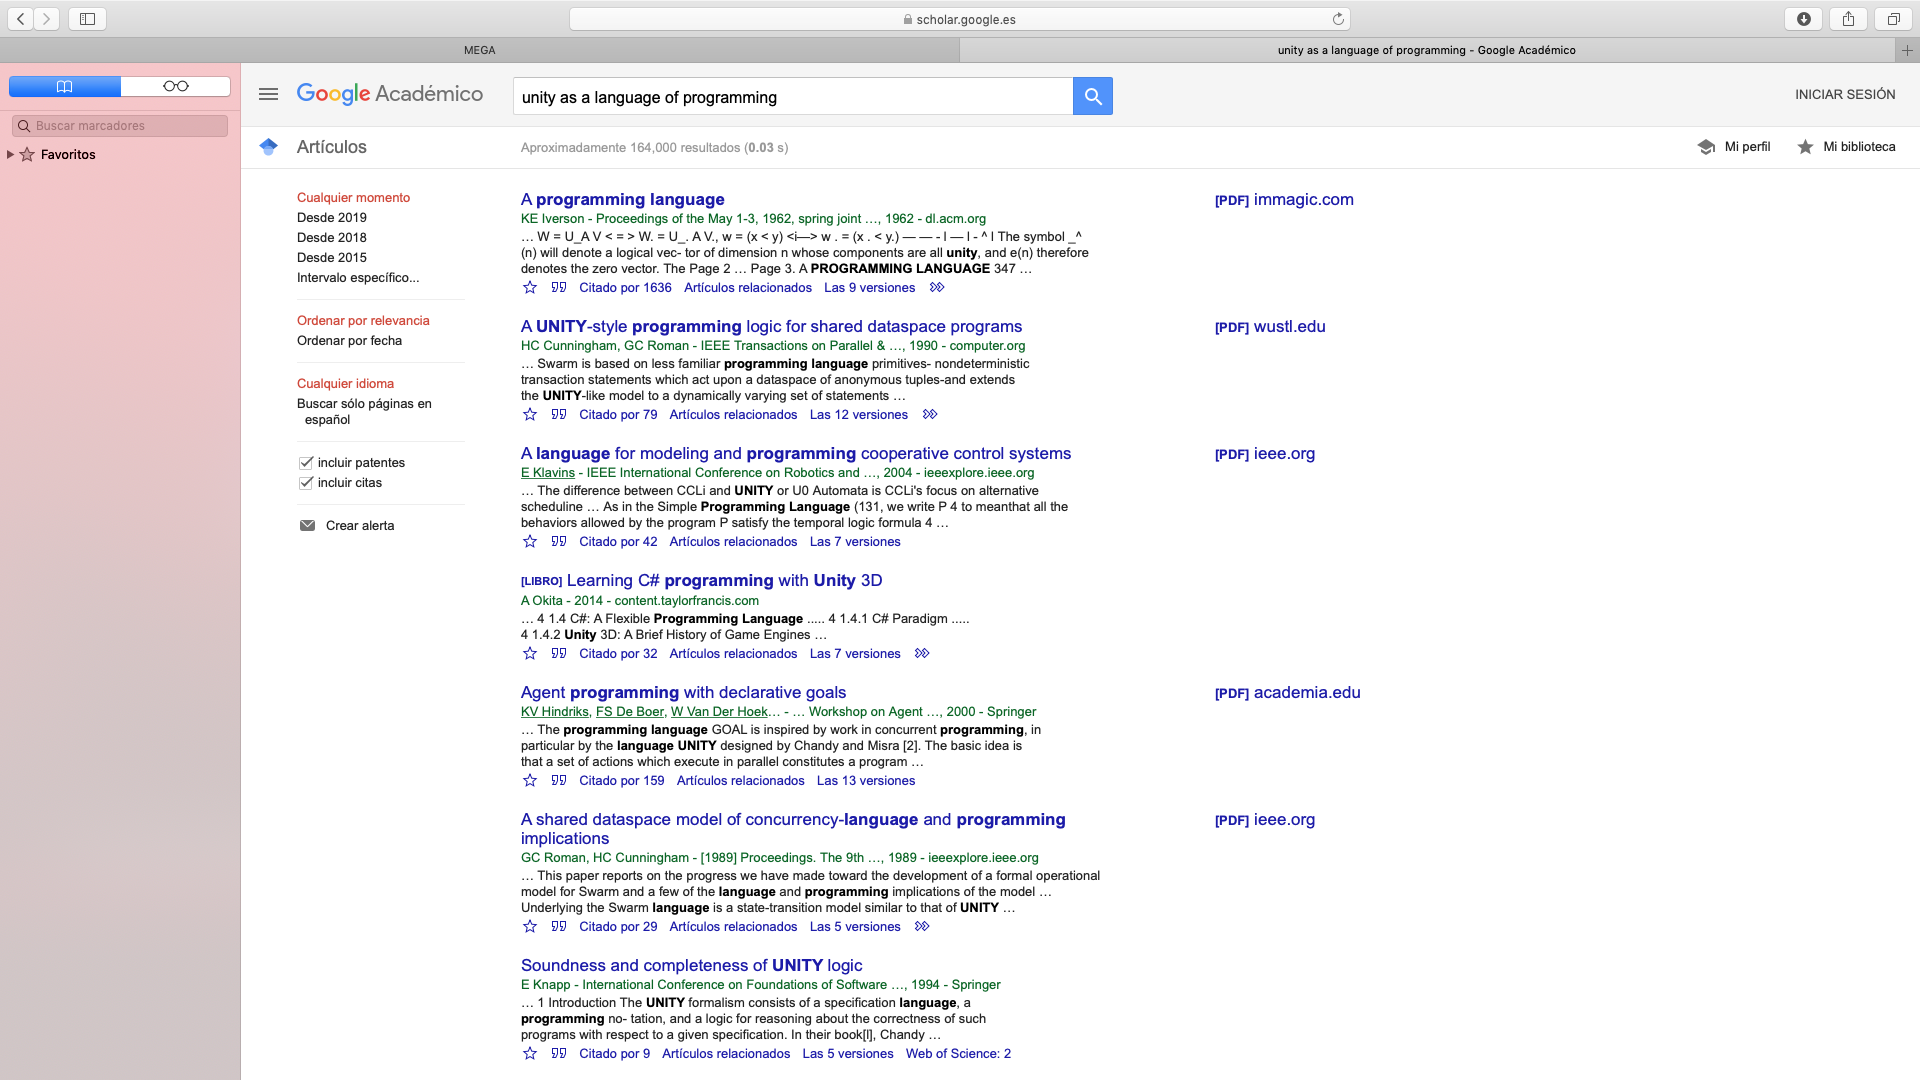 scholar.google.es
MEGA
unity as a language of programming - Google Académico
Google Académico
unity as a language of programming
INICIAR SESIÓN
Buscar marcadores
Favoritos
Artículos
Aproximadamente 164,000 resultados (0.03 s)
Mi perfil
Mi biblioteca
Cualquier momento
Desde 2019
Desde 2018
Desde 2015
Intervalo específico...
Ordenar por relevancia
Ordenar por fecha
Cualquier idioma
Buscar sólo páginas en
español
incluir patentes
incluir citas
Crear alerta
A programming language
[PDF] immagic.com
KE Iverson - Proceedings of the May 1-3, 1962, spring joint …, 1962 - dl.acm.org
… W = U_A V < = > W. = U_. A V., w = (x < y) <i—> w . = (x . < y.) — — - l — l - ^ l The symbol _^
(n) will denote a logical vec- tor of dimension n whose components are all unity, and e(n) therefore
denotes the zero vector. The Page 2 … Page 3. A PROGRAMMING LANGUAGE 347 …
Citado por 1636 Artículos relacionados Las 9 versiones
A UNITY-style programming logic for shared dataspace programs
[PDF] wustl.edu
HC Cunningham, GC Roman - IEEE Transactions on Parallel & …, 1990 - computer.org
… Swarm is based on less familiar programming language primitives- nondeterministic
transaction statements which act upon a dataspace of anonymous tuples-and extends
the UNITY-like model to a dynamically varying set of statements …
Citado por 79 Artículos relacionados Las 12 versiones
A language for modeling and programming cooperative control systems
[PDF] ieee.org
E Klavins - IEEE International Conference on Robotics and …, 2004 - ieeexplore.ieee.org
… The difference between CCLi and UNITY or U0 Automata is CCLi's focus on alternative
scheduline … As in the Simple Programming Language (131, we write P 4 to meanthat all the
behaviors allowed by the program P satisfy the temporal logic formula 4 …
Citado por 42 Artículos relacionados Las 7 versiones
[LIBRO] Learning C# programming with Unity 3D
A Okita - 2014 - content.taylorfrancis.com
… 4 1.4 C#: A Flexible Programming Language ..... 4 1.4.1 C# Paradigm .....
4 1.4.2 Unity 3D: A Brief History of Game Engines …
Citado por 32 Artículos relacionados Las 7 versiones
Agent programming with declarative goals
[PDF] academia.edu
KV Hindriks, FS De Boer, W Van Der Hoek… - … Workshop on Agent …, 2000 - Springer
… The programming language GOAL is inspired by work in concurrent programming, in
particular by the language UNITY designed by Chandy and Misra [2]. The basic idea is
that a set of actions which execute in parallel constitutes a program …
Citado por 159 Artículos relacionados Las 13 versiones
A shared dataspace model of concurrency-language and programming
implications
[PDF] ieee.org
GC Roman, HC Cunningham - [1989] Proceedings. The 9th …, 1989 - ieeexplore.ieee.org
… This paper reports on the progress we have made toward the development of a formal operational
model for Swarm and a few of the language and programming implications of the model …
Underlying the Swarm language is a state-transition model similar to that of UNITY …
Citado por 29 Artículos relacionados Las 5 versiones
Soundness and completeness of UNITY logic
E Knapp - International Conference on Foundations of Software …, 1994 - Springer
… 1 Introduction The UNITY formalism consists of a specification language, a
programming no- tation, and a logic for reasoning about the correctness of such
programs with respect to a given specification. In their book[l], Chandy …
Citado por 9 Artículos relacionados Las 5 versiones Web of Science: 2